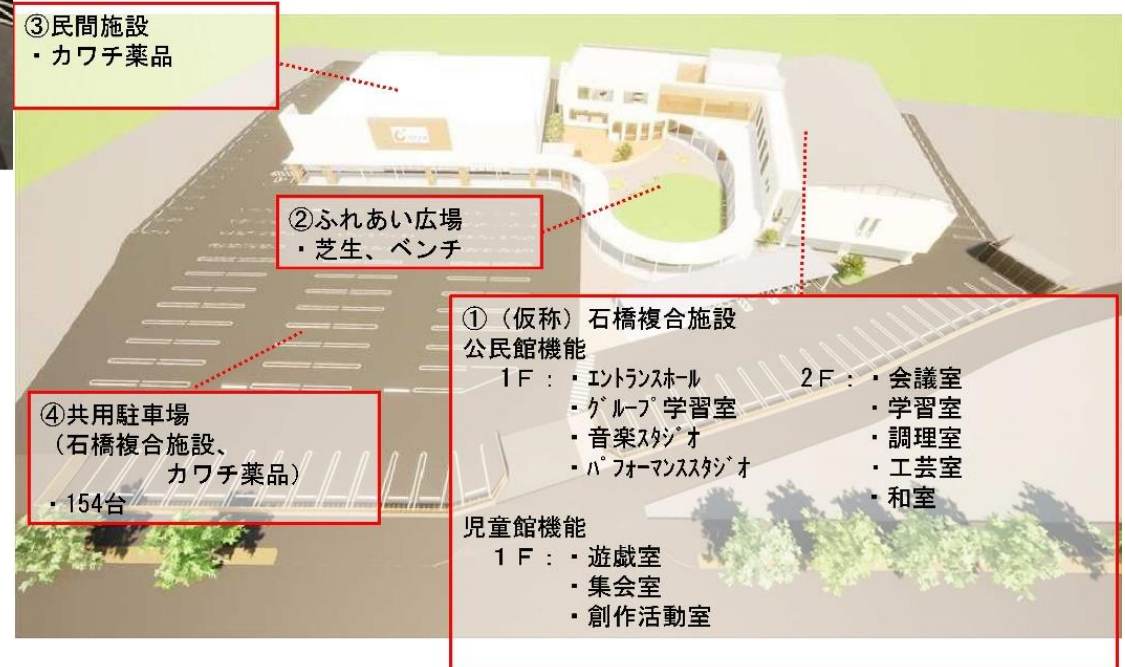 ③民間施設
・カワチ薬品
②ふれあい広場
・芝生、ベンチ
①（仮称）石橋複合施設
公民館機能
1F：・ｴﾝﾄﾗﾝｽﾎｰﾙ　2F：・会議室
・ｸﾞﾙｰﾌﾟ学習室　・学習室
・音楽ｽﾀｼﾞｵ　・調理室
・ﾊﾟﾌｫｰﾏﾝｽｽﾀｼﾞｵ　・工芸室
・和室
児童館機能
1F：・遊戯室
・集会室
・創作活動室
④共用駐車場
（石橋複合施設、
カワチ薬品）
・154台